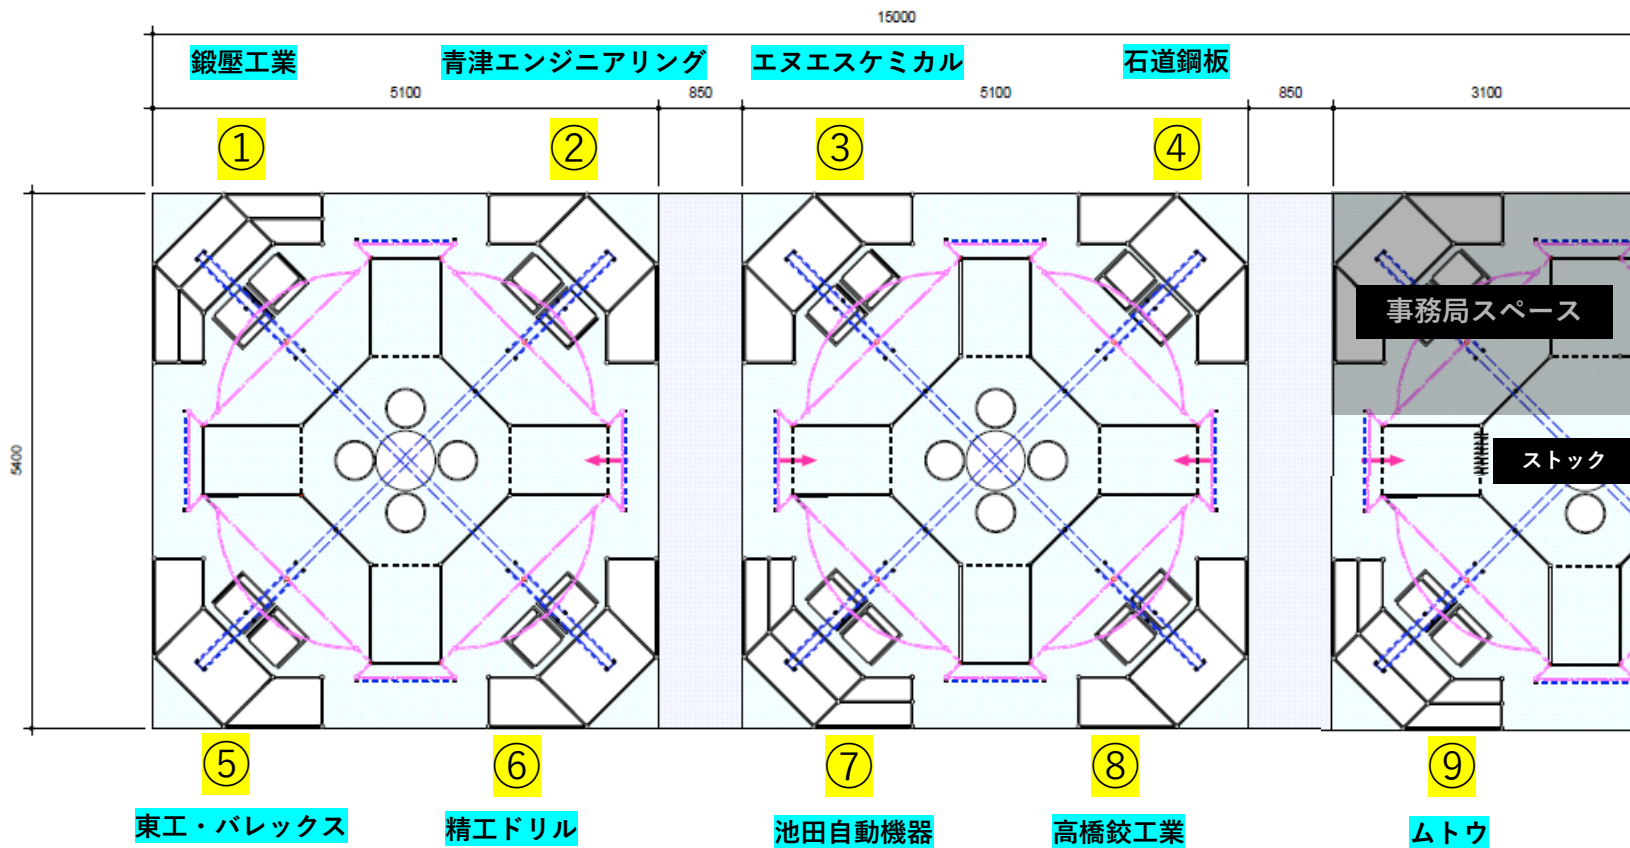 15000
鍛壓工業 青津エンジニアリング エヌエスケミカル 石道鋼板
5100 850 5100 850 3100
① ② ③ ④
事務局スペース
5400
ストック
⑤ ⑥ ⑦ ⑧ ⑨
東工・バレックス 精工ドリル 池田自動機器 高橋鉸工業 ムトウ